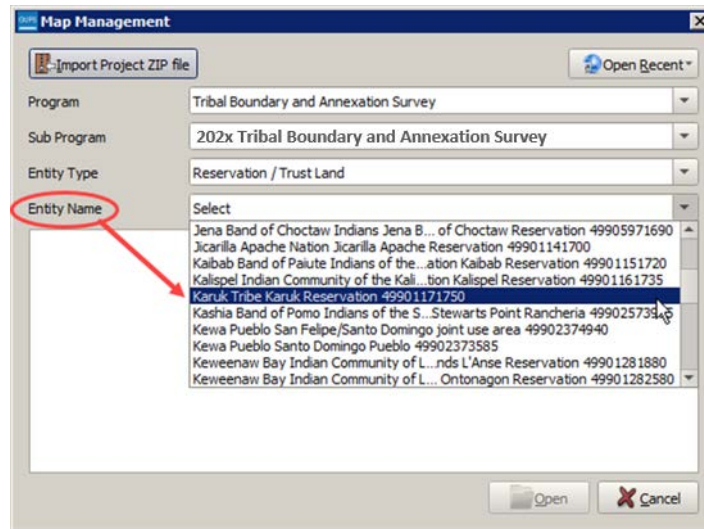 GUPS Map Management
Import Project ZIP file
Open Recent
Program
Tribal Boundary and Annexation Survey
Sub Program
202x Tribal Boundary and Annexation Survey
Entity Type
Reservation / Trust Land
Entity Name
Select
Jena Band of Choctaw Indians Jena B... of Choctaw Reservation 49905971690
Jicarilla Apache Nation Jicarilla Apache Reservation 49901141700
Kaibab Band of Paiute Indians of the...ation Kaibab Reservation 49901151720
Kalispel Indian Community of the Kali...tion Kalispel Reservation 49901161735
Karuk Tribe Karuk Reservation 49901171750
Kashia Band of Pomo Indians of the S...Stewarts Point Rancheria
Kewa Pueblo San Felipe/Santo Domingo joint use area 49902374940
Kewa Pueblo Santo Domingo Pueblo 49902373585
Keweenaw Bay Indian Community of L...nds L'Anse Reservation 49901281880
Keweenaw Bay Indian Community of L... Ontonagon Reservation 49901282580
Open
Cancel